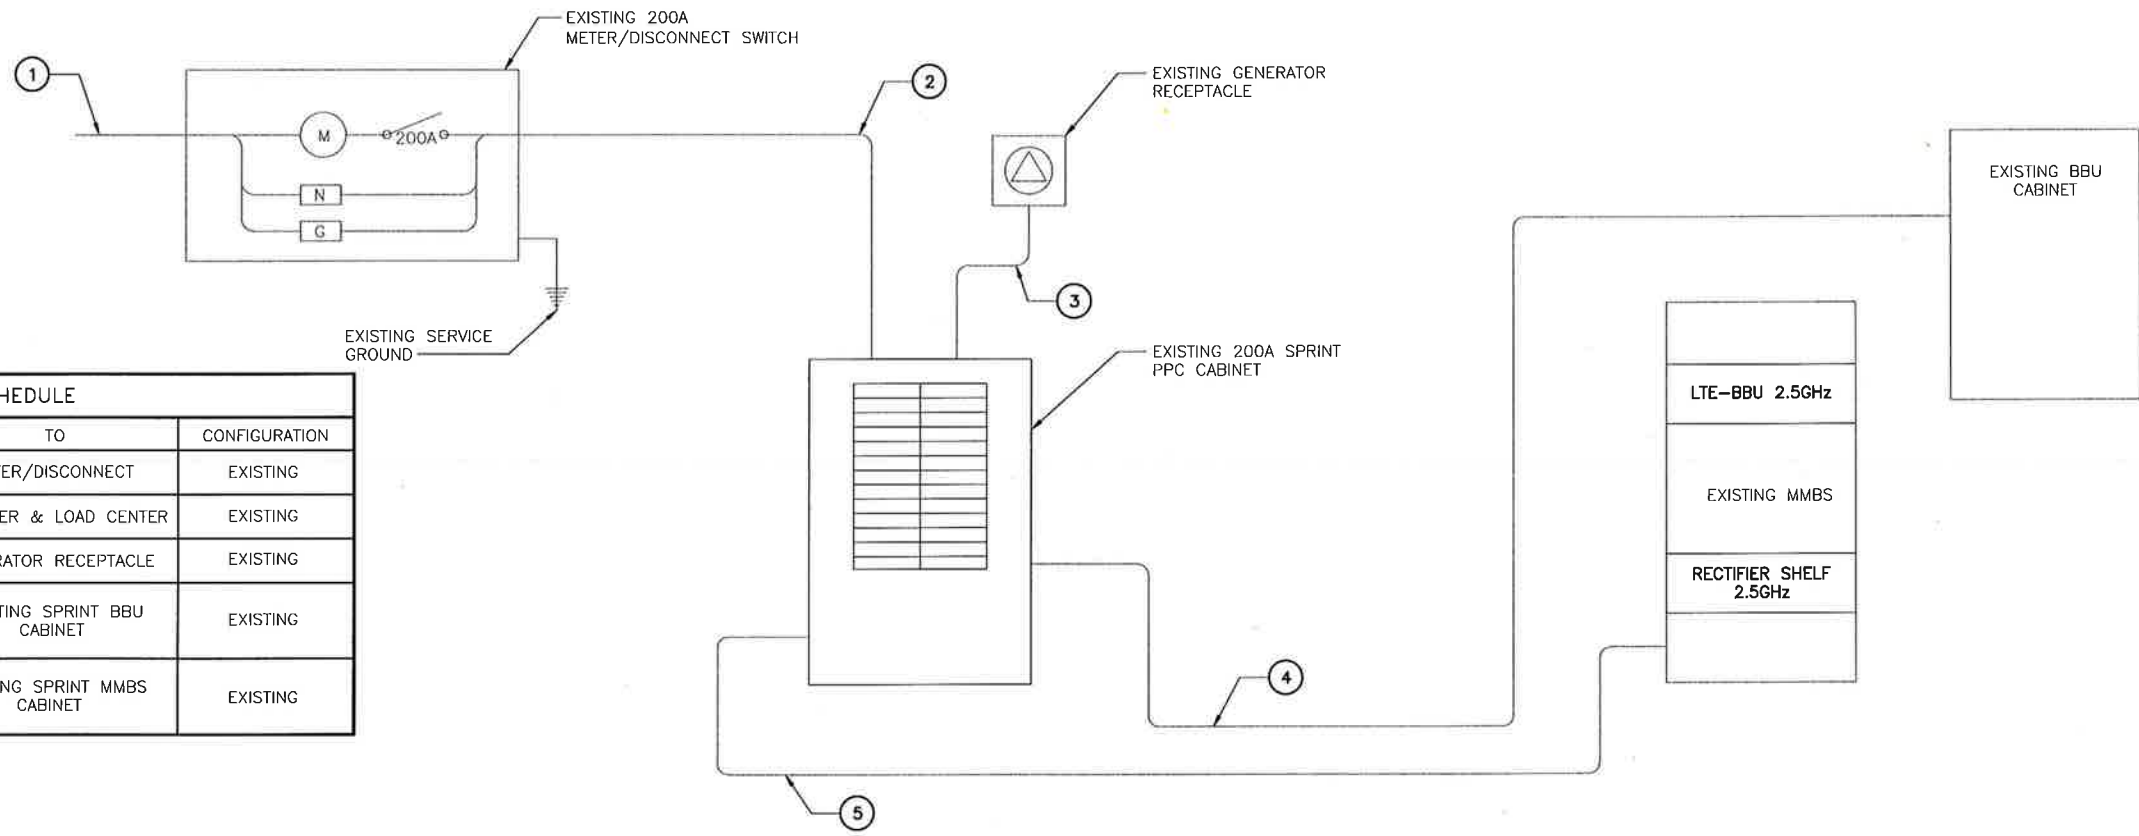 EXISTING 200A
METER/DISCONNECT SWITCH
1
2
EXISTING GENERATOR
RECEPTACLE
M
200A
N
G
EXISTING BBU
CABINET
3
EXISTING SERVICE
GROUND
EXISTING 200A SPRINT
PPC CABINET
LTE-BBU 2.5GHz
EXISTING MMBS
RECTIFIER SHELF
2.5GHz
4
5
HEDULE
TO
CONFIGURATION
ER/DISCONNECT
EXISTING
ER & LOAD CENTER
EXISTING
RATOR RECEPTACLE
EXISTING
TING SPRINT BBU
CABINET
EXISTING
NG SPRINT MMBS
CABINET
EXISTING